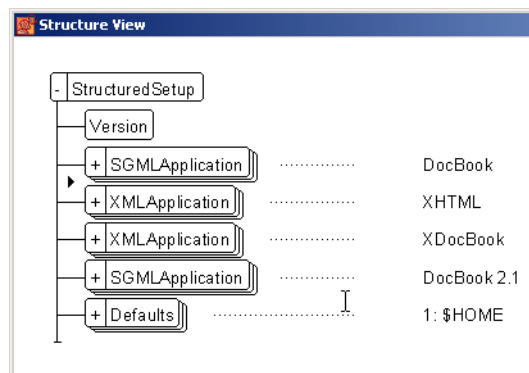 Structure View
- StructuredSetup
Version
+ SGMLApplication DocBook
+ XMLApplication XHTML
+ XMLApplication XDocBook
+ SGMLApplication DocBook 2.1
+ Defaults 1: $HOME